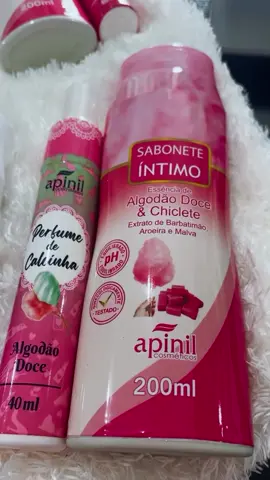 200ml
apinil
Perfume
de
Calcinha
Algodão
Doce
40ml
SABONETE
ÍNTIMO
Essência de
Algodão Doce
& Chiclete
Extrato de Barbatimão,
Aroeira e Malva
pH
TESTADO
apinil
cosméticos
200ml